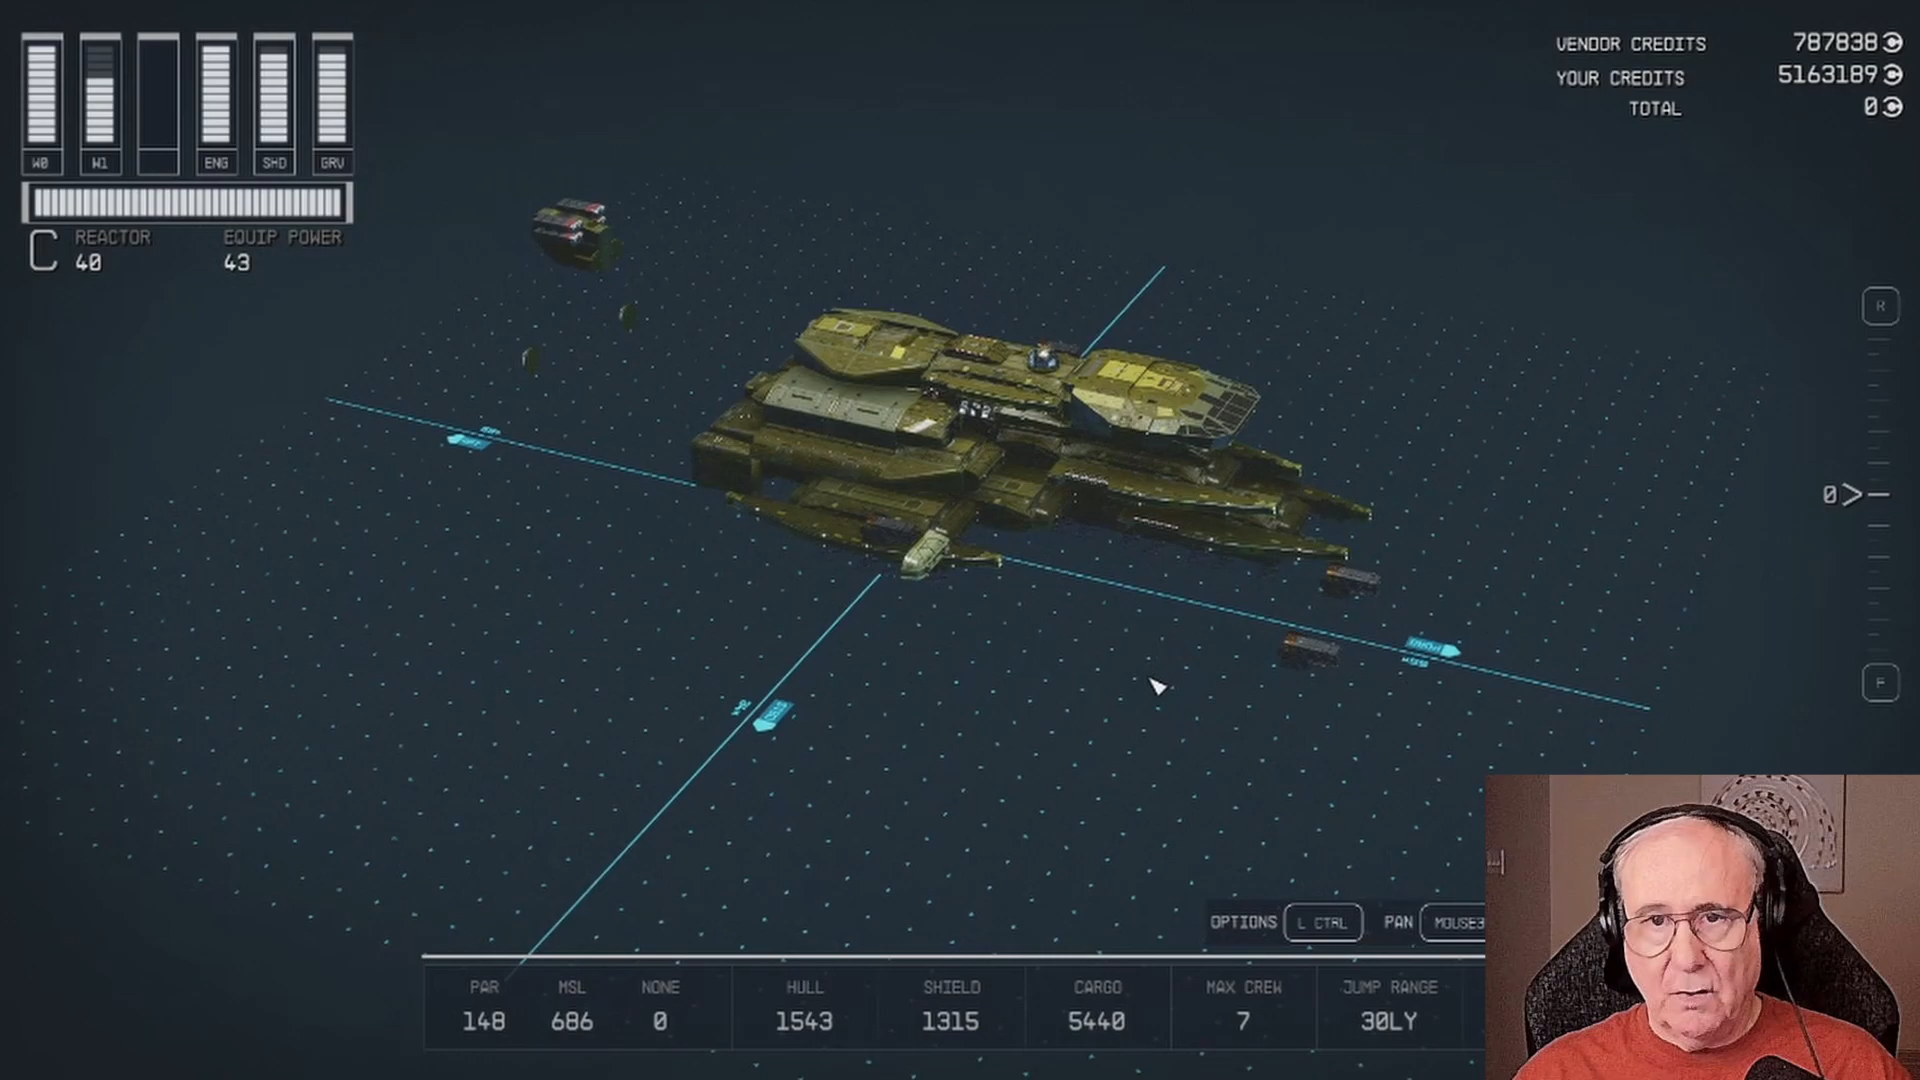 VENDOR CREDITS 787838
YOUR CREDITS 5163189
TOTAL 0
W0 W1 ENG SHD GRV
C REACTOR EQUIP POWER
40 43
R
0
F
OPTIONS L CTRL PAN MOUSE3
PAR MSL NONE HULL SHIELD CARGO MAX CREW JUMP RANGE
148 686 0 1543 1315 5440 7 30LY